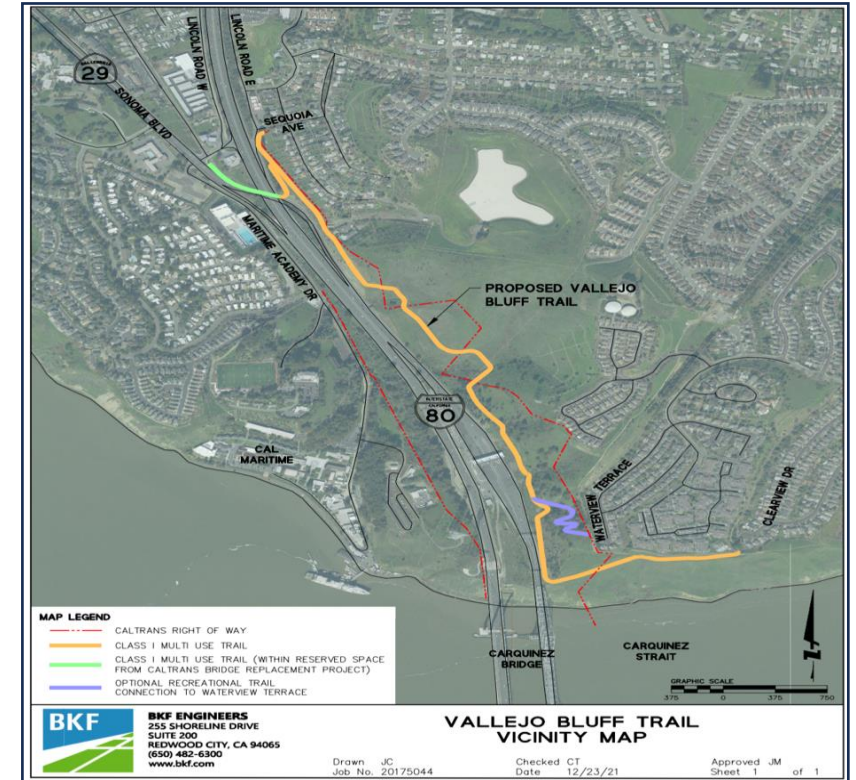 LINCOLN ROAD W
LINCOLN ROAD E
CALIFORNIA
29
SONOMA BLVD
SEQUOIA
AVE
MARITIME ACADEMY DR
PROPOSED VALLEJO
BLUFF TRAIL
INTERSTATE
CALIFORNIA
80
CAL
MARITIME
WATERVIEW TERRACE
CLEARVIEW DR
CARQUINEZ
BRIDGE
CARQUINEZ
STRAIT
MAP LEGEND
CALTRANS RIGHT OF WAY
CLASS I MULTI USE TRAIL
CLASS I MULTI USE TRAIL (WITHIN RESERVED SPACE
FROM CALTRANS BRIDGE REPLACEMENT PROJECT)
OPTIONAL RECREATIONAL TRAIL
CONNECTION TO WATERVIEW TERRACE
GRAPHIC SCALE
375 0 375 750
BKF
BKF ENGINEERS
255 SHORELINE DRIVE
SUITE 200
REDWOOD CITY, CA 94065
(650) 482-6300
www.bkf.com
VALLEJO BLUFF TRAIL
VICINITY MAP
Drawn JC Checked CT Approved JM
Job No. 20175044 Date 12/23/21 Sheet 1 of 1